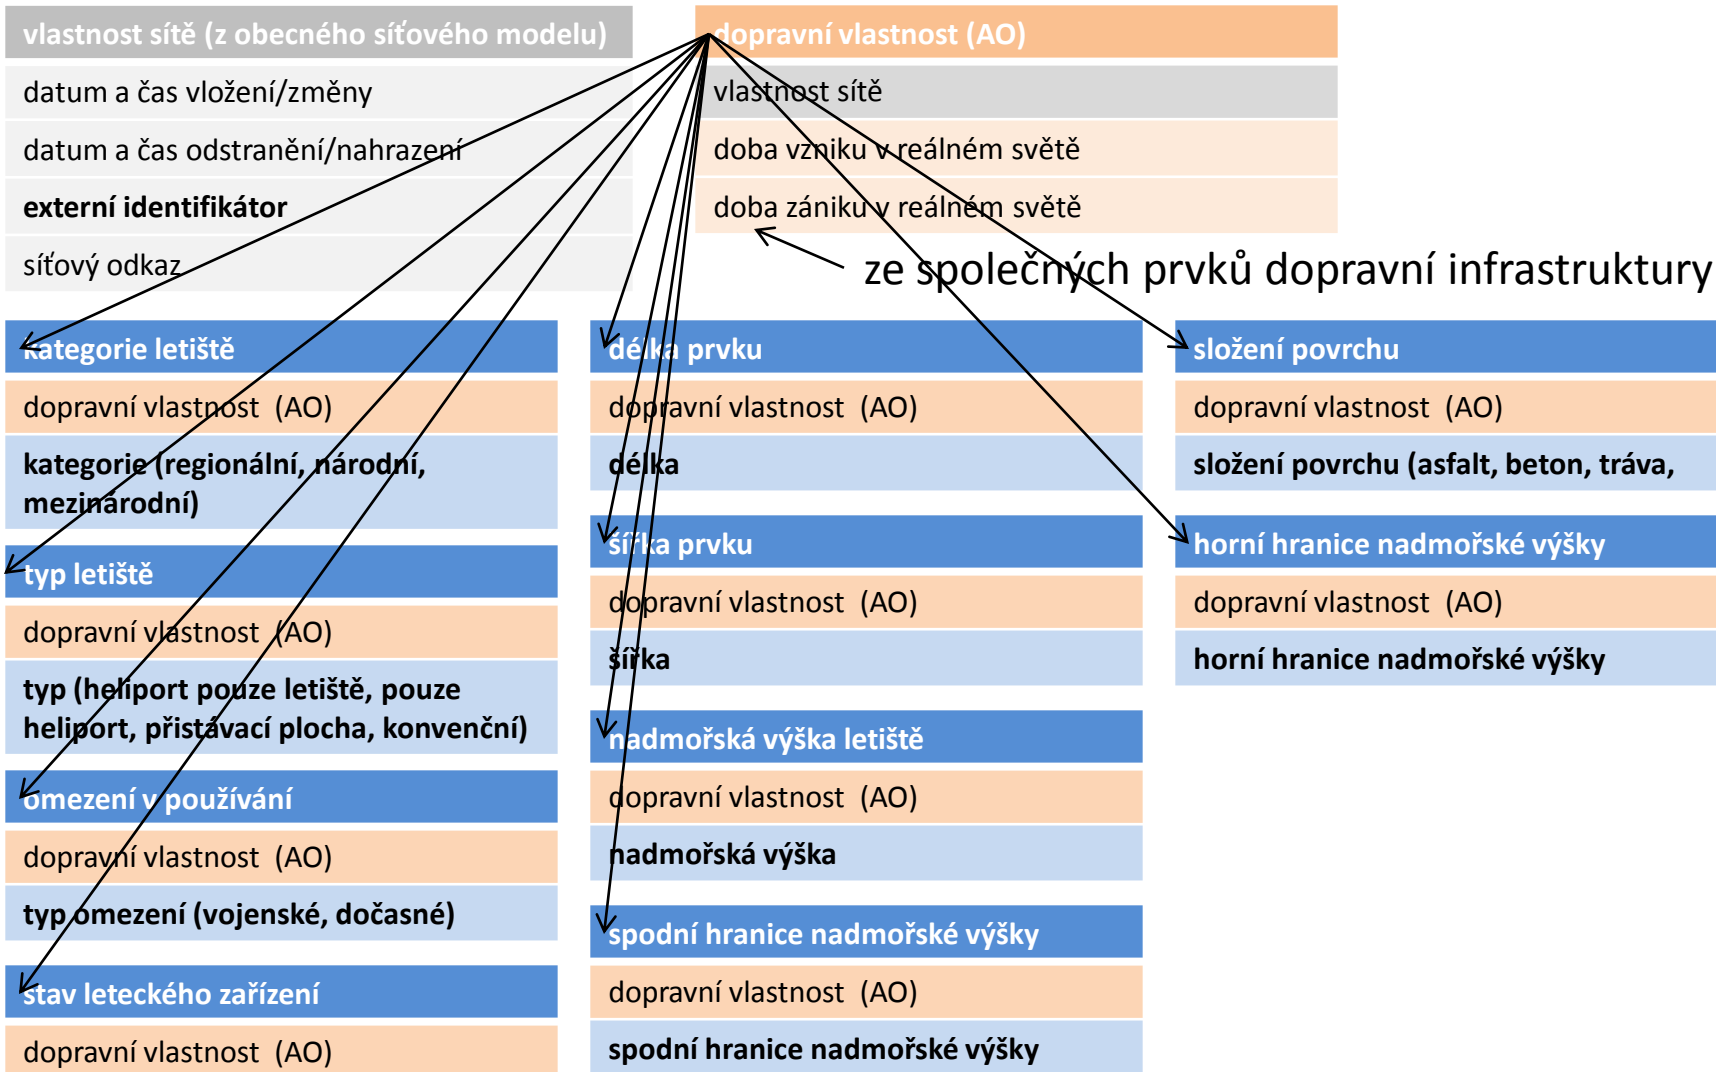 vlastnost sítě (z obecného síťového modelu)
datum a čas vložení/změny
datum a čas odstranění/nahrazení
externí identifikátor
síťový odkaz
dopravní vlastnost (AO)
vlastnost sítě
doba vzniku v reálném světě
doba zániku v reálném světě
ze společných prvků dopravní infrastruktury
kategorie letiště
dopravní vlastnost (AO)
kategorie (regionální, národní,
mezinárodní)
typ letiště
dopravní vlastnost (AO)
typ (heliport pouze letiště, pouze
heliport, přistávací plocha, konvenční)
omezení v používání
dopravní vlastnost (AO)
typ omezení (vojenské, dočasné)
stav leteckého zařízení
dopravní vlastnost (AO)
délka prvku
dopravní vlastnost (AO)
délka
šířka prvku
dopravní vlastnost (AO)
šířka
nadmořská výška letiště
dopravní vlastnost (AO)
nadmořská výška
spodní hranice nadmořské výšky
dopravní vlastnost (AO)
spodní hranice nadmořské výšky
složení povrchu
dopravní vlastnost (AO)
složení povrchu (asfalt, beton, tráva,
horní hranice nadmořské výšky
dopravní vlastnost (AO)
horní hranice nadmořské výšky